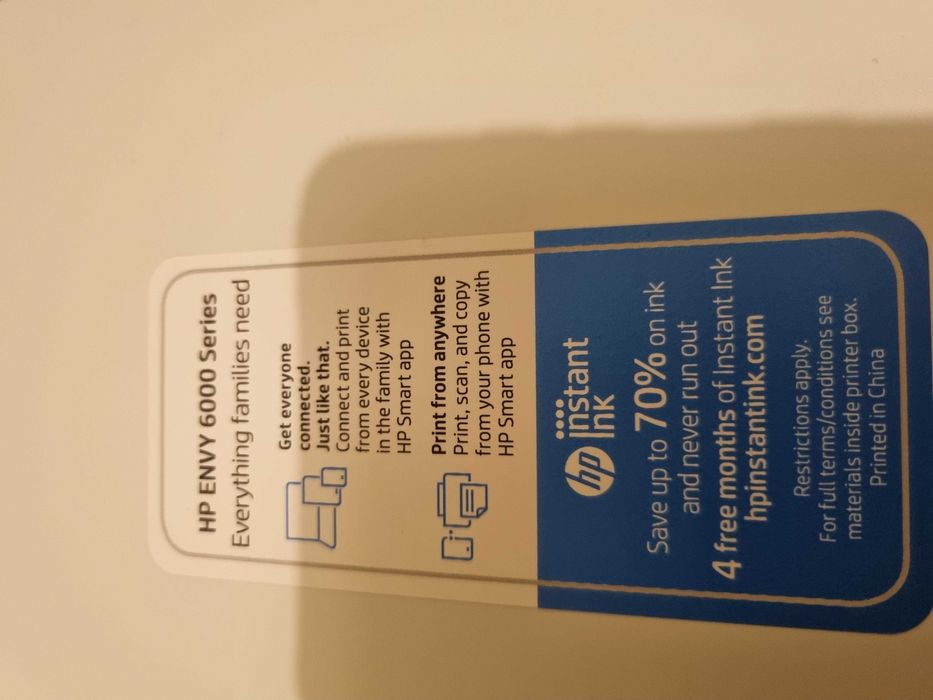 HP ENVY 6000 Series
Everything families need
Get everyone
connected.
Just like that.
Connect and print
from every device
in the family with
HP Smart app
Print from anywhere
Print, scan, and copy
from your phone with
HP Smart app
hp instant
ink
Save up to 70% on ink
and never run out
4 free months of Instant Ink
hpinstantink.com
Restrictions apply.
For full terms/conditions see
materials inside printer box.
Printed in China